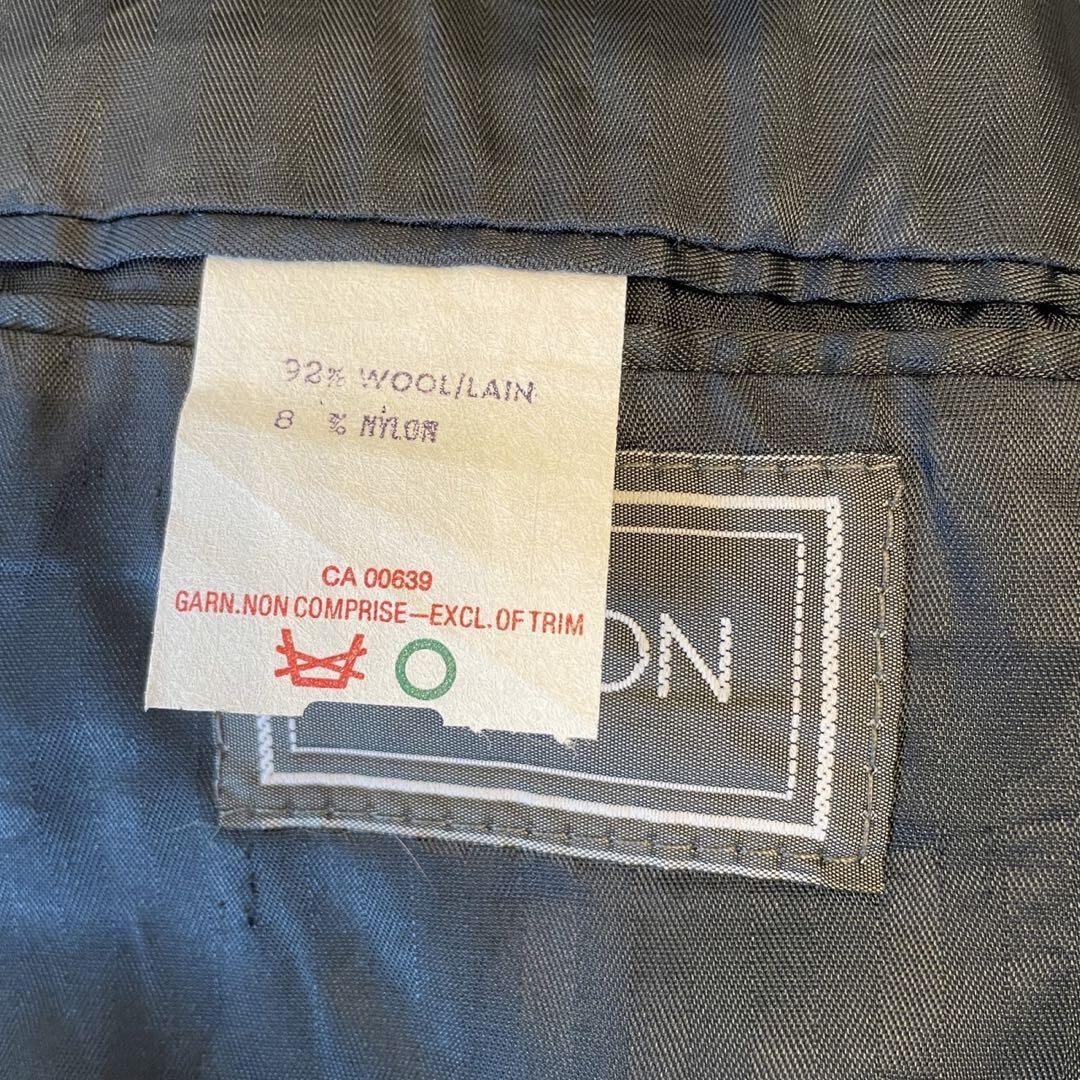 92% WOOL/LAIN
8 % NYLON
CA 00639
GARN.NON COMPRISE—EXCL. OF TRIM
ON